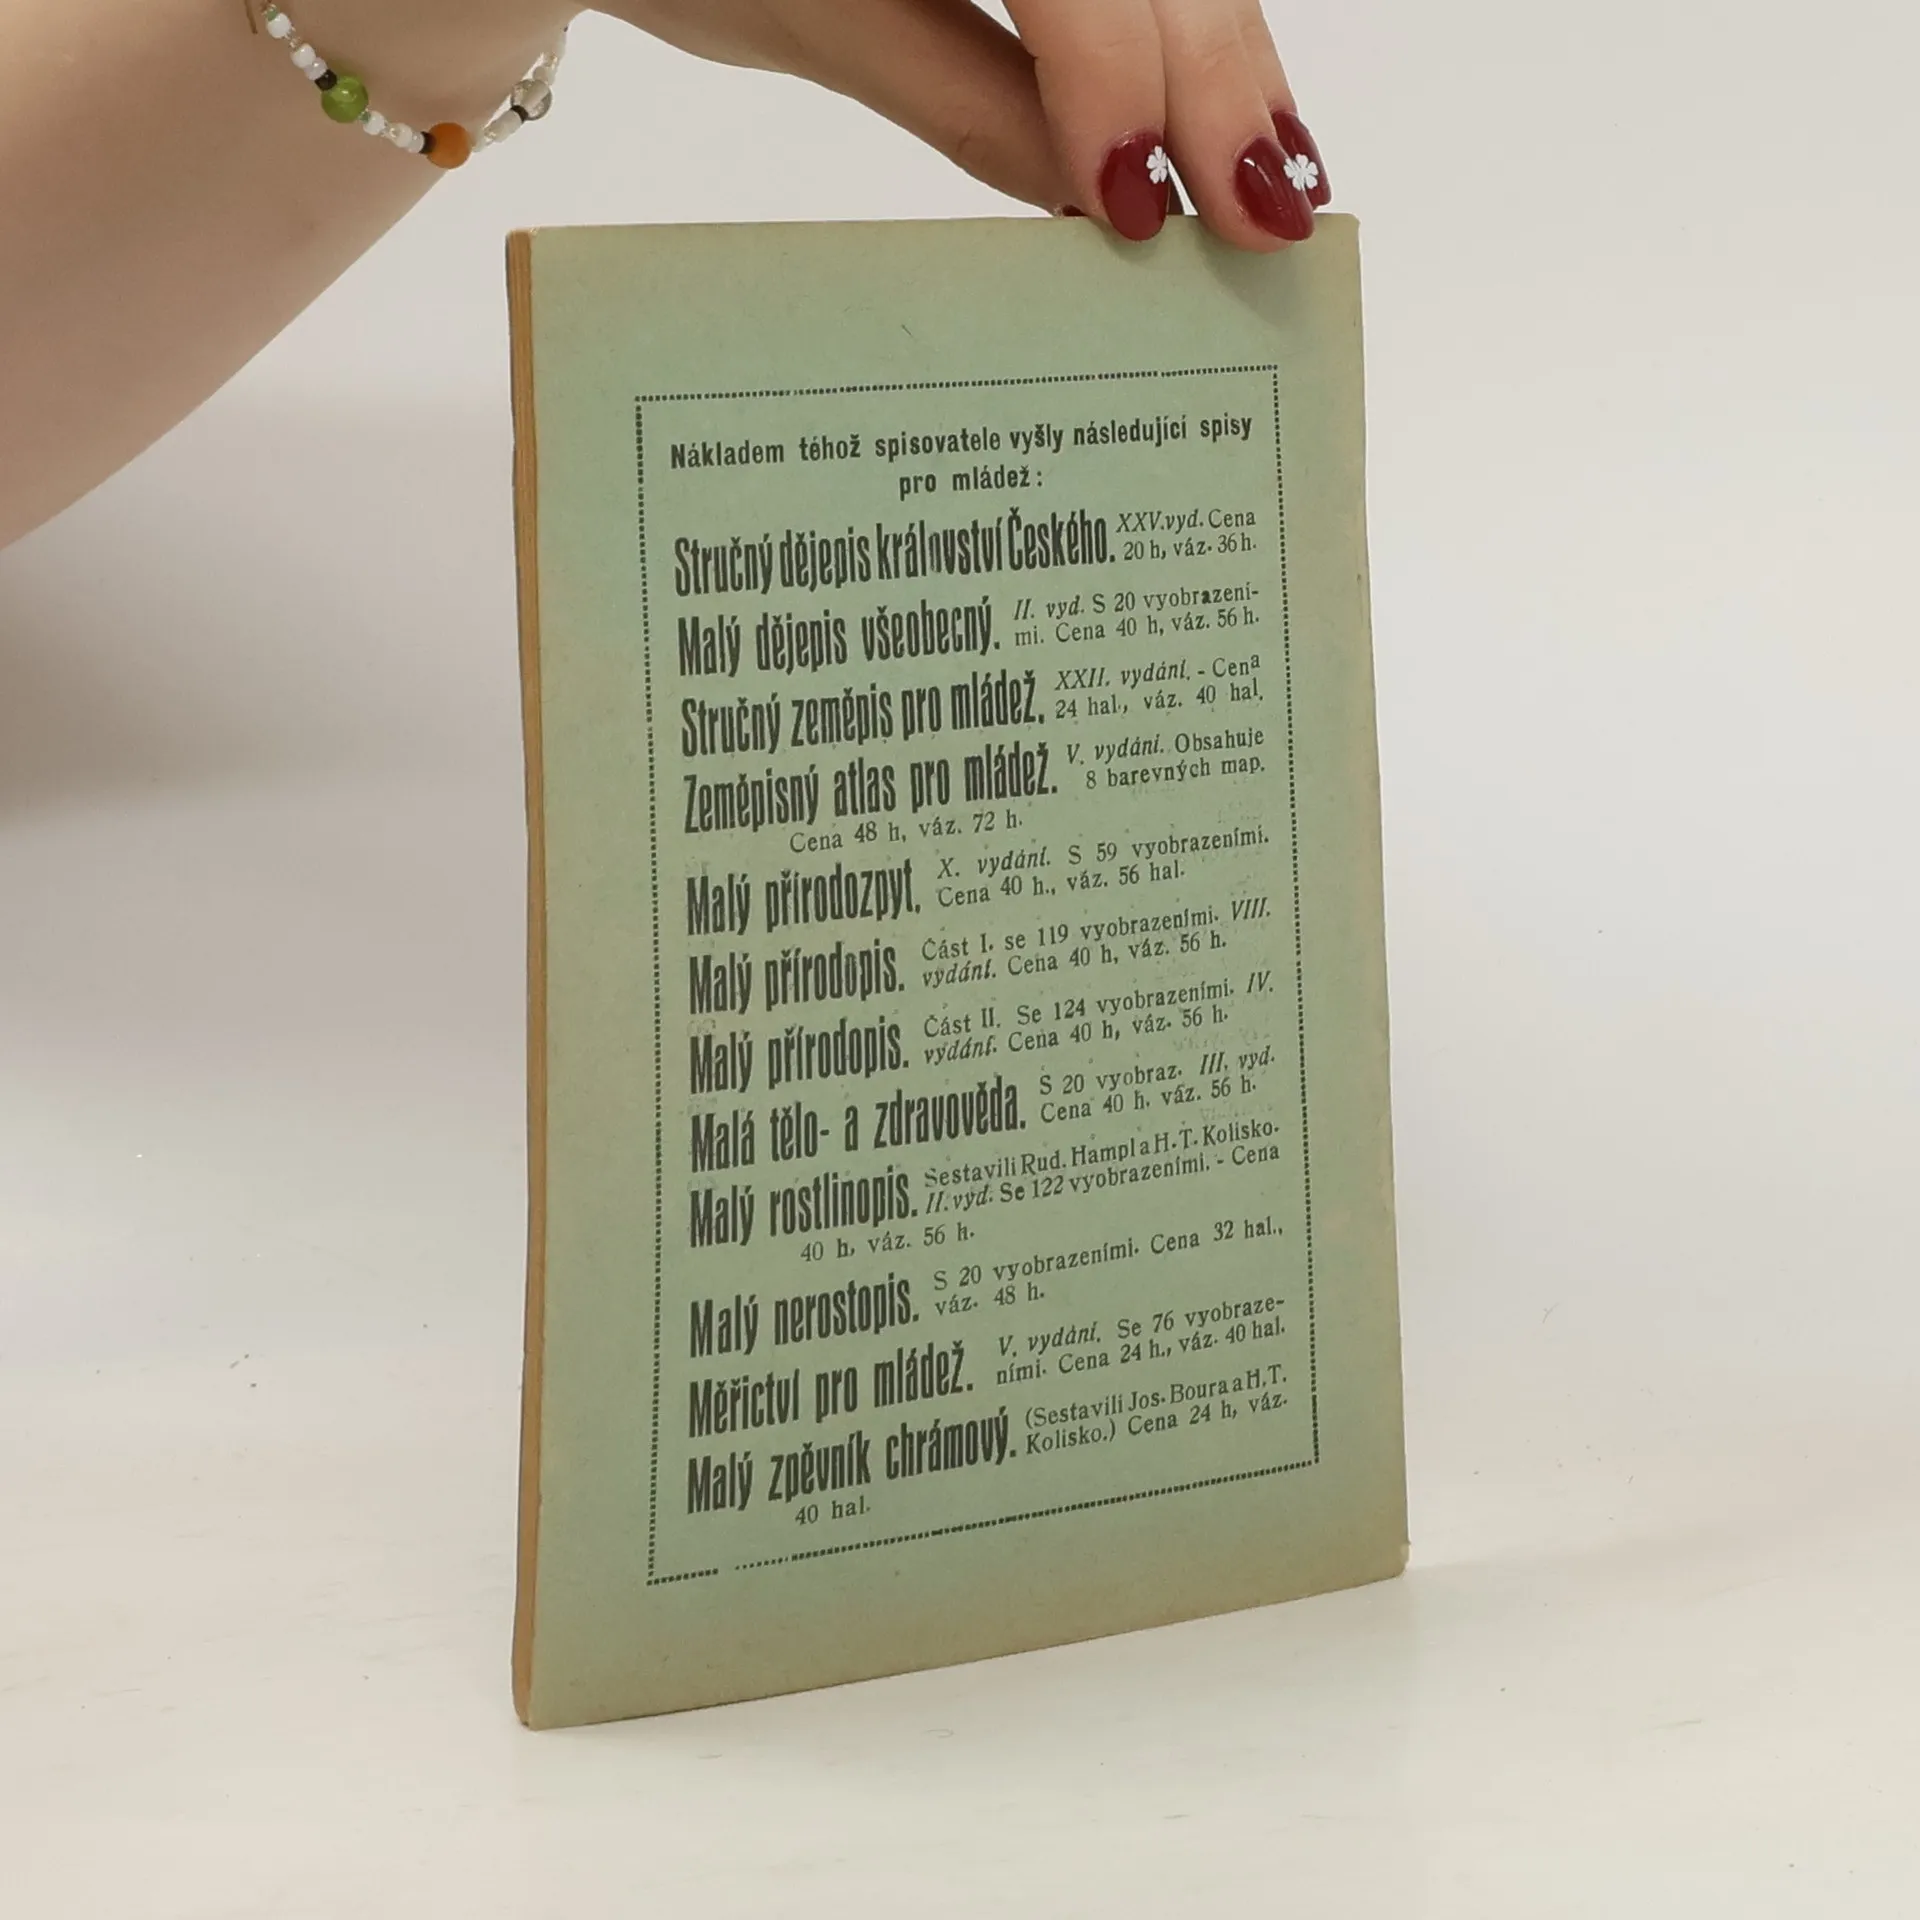 Nákladem téhož spisovatele vyšly následující spisy
pro mládež:
Stručný dějepis království Českého. XXV. vyd. Cena
20 h, váz. 36 h.
Malý dějepis všeobecný. II. vyd. S 20 vyobrazení-
mi. Cena 40 h, váz. 56 h.
Stručný zeměpis pro mládež. XXII. vydání. - Cena
24 hal., váz. 40 hal.
Zeměpisný atlas pro mládež. V. vydání. Obsahuje
8 barevných map.
Cena 48 h, váz. 72 h.
Malý přírodozpyt. X. vydání. S 59 vyobrazeními.
Cena 40 h., váz. 56 hal.
Malý přírodopis. Část I. se 119 vyobrazeními. VIII.
vydání. Cena 40 h, váz. 56 h.
Malý přírodopis. Část II. Se 124 vyobrazeními. IV.
vydání. Cena 40 h, váz. 56 h.
Malá tělo- a zdravověda. S 20 vyobraz. III. vyd.
Cena 40 h. váz. 56 h.
Malý rostlinopis. Sestavili Rud. Hampl a H. T. Kolisko.
II. vyd. Se 122 vyobrazeními. - Cena
40 h, váz. 56 h.
Malý nerostopis. S 20 vyobrazeními. Cena 32 hal.,
váz. 48 h.
Měřictví pro mládež. V. vydání. Se 76 vyobraze-
ními. Cena 24 h., váz. 40 hal.
Malý zpěvník chrámový. (Sestavili Jos. Boura a H. T.
Kolisko.) Cena 24 h, váz.
40 hal.